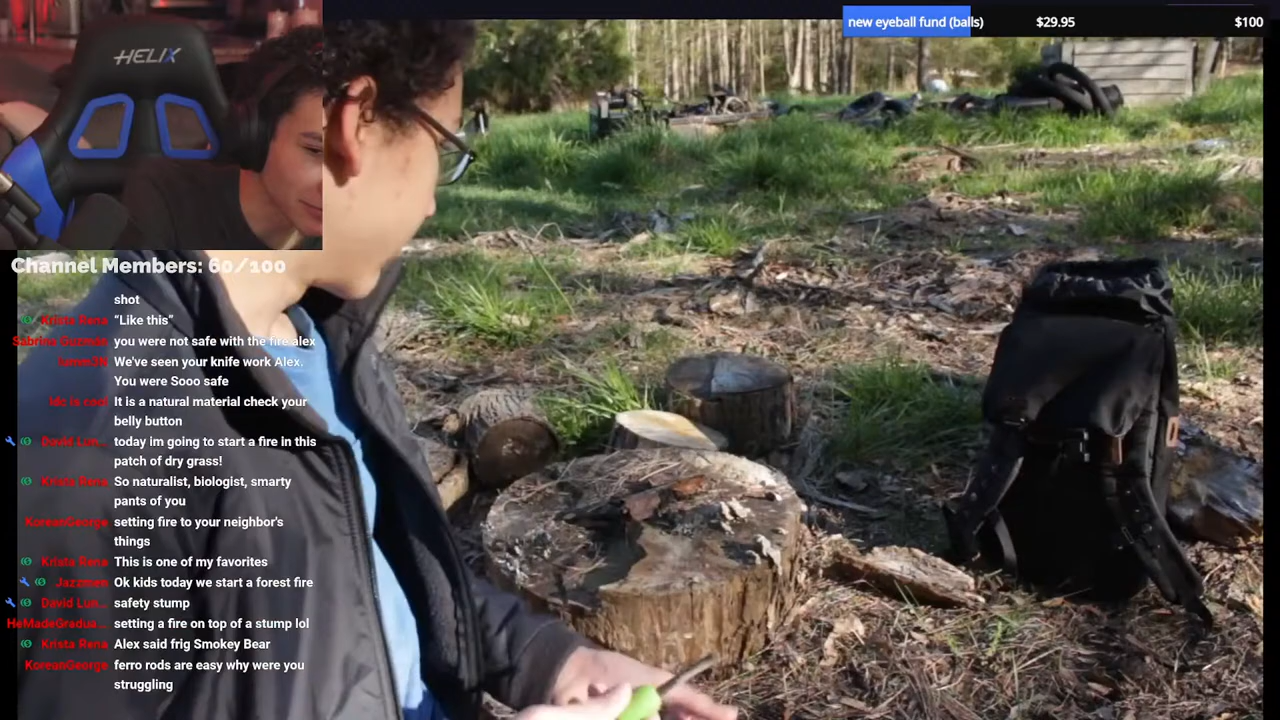 HELIX
new eyeball fund (balls) $29.95 $100
Channel Members: 60/100
shot
Krista Rena “Like this”
Sabrina Guzman you were not safe with the fire alex
We've seen your knife work Alex.
You were Sooo safe
Ido is cool It is a natural material check your
belly button
David Lun... today im going to start a fire in this
patch of dry grass!
Krista Rena So naturalist, biologist, smarty
pants of you
KoreanGeorge setting fire to your neighbor's
things
Krista Rena This is one of my favorites
Jazzman Ok kids today we start a forest fire
David Lun... safety stump
HeMadeGradua... setting a fire on top of a stump lol
Krista Rena Alex said frig Smokey Bear
KoreanGeorge ferro rods are easy why were you
struggling